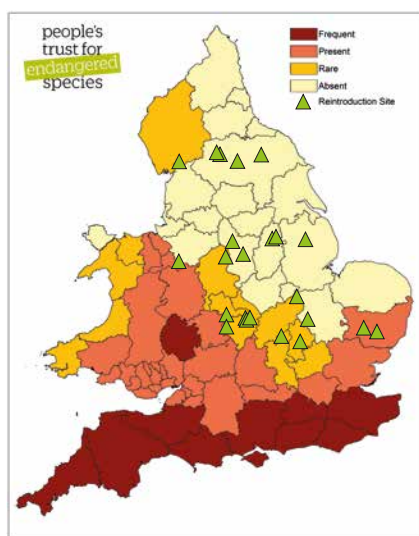 people's
trust for
endangered
species
Frequent
Present
Rare
Absent
Reintroduction Site